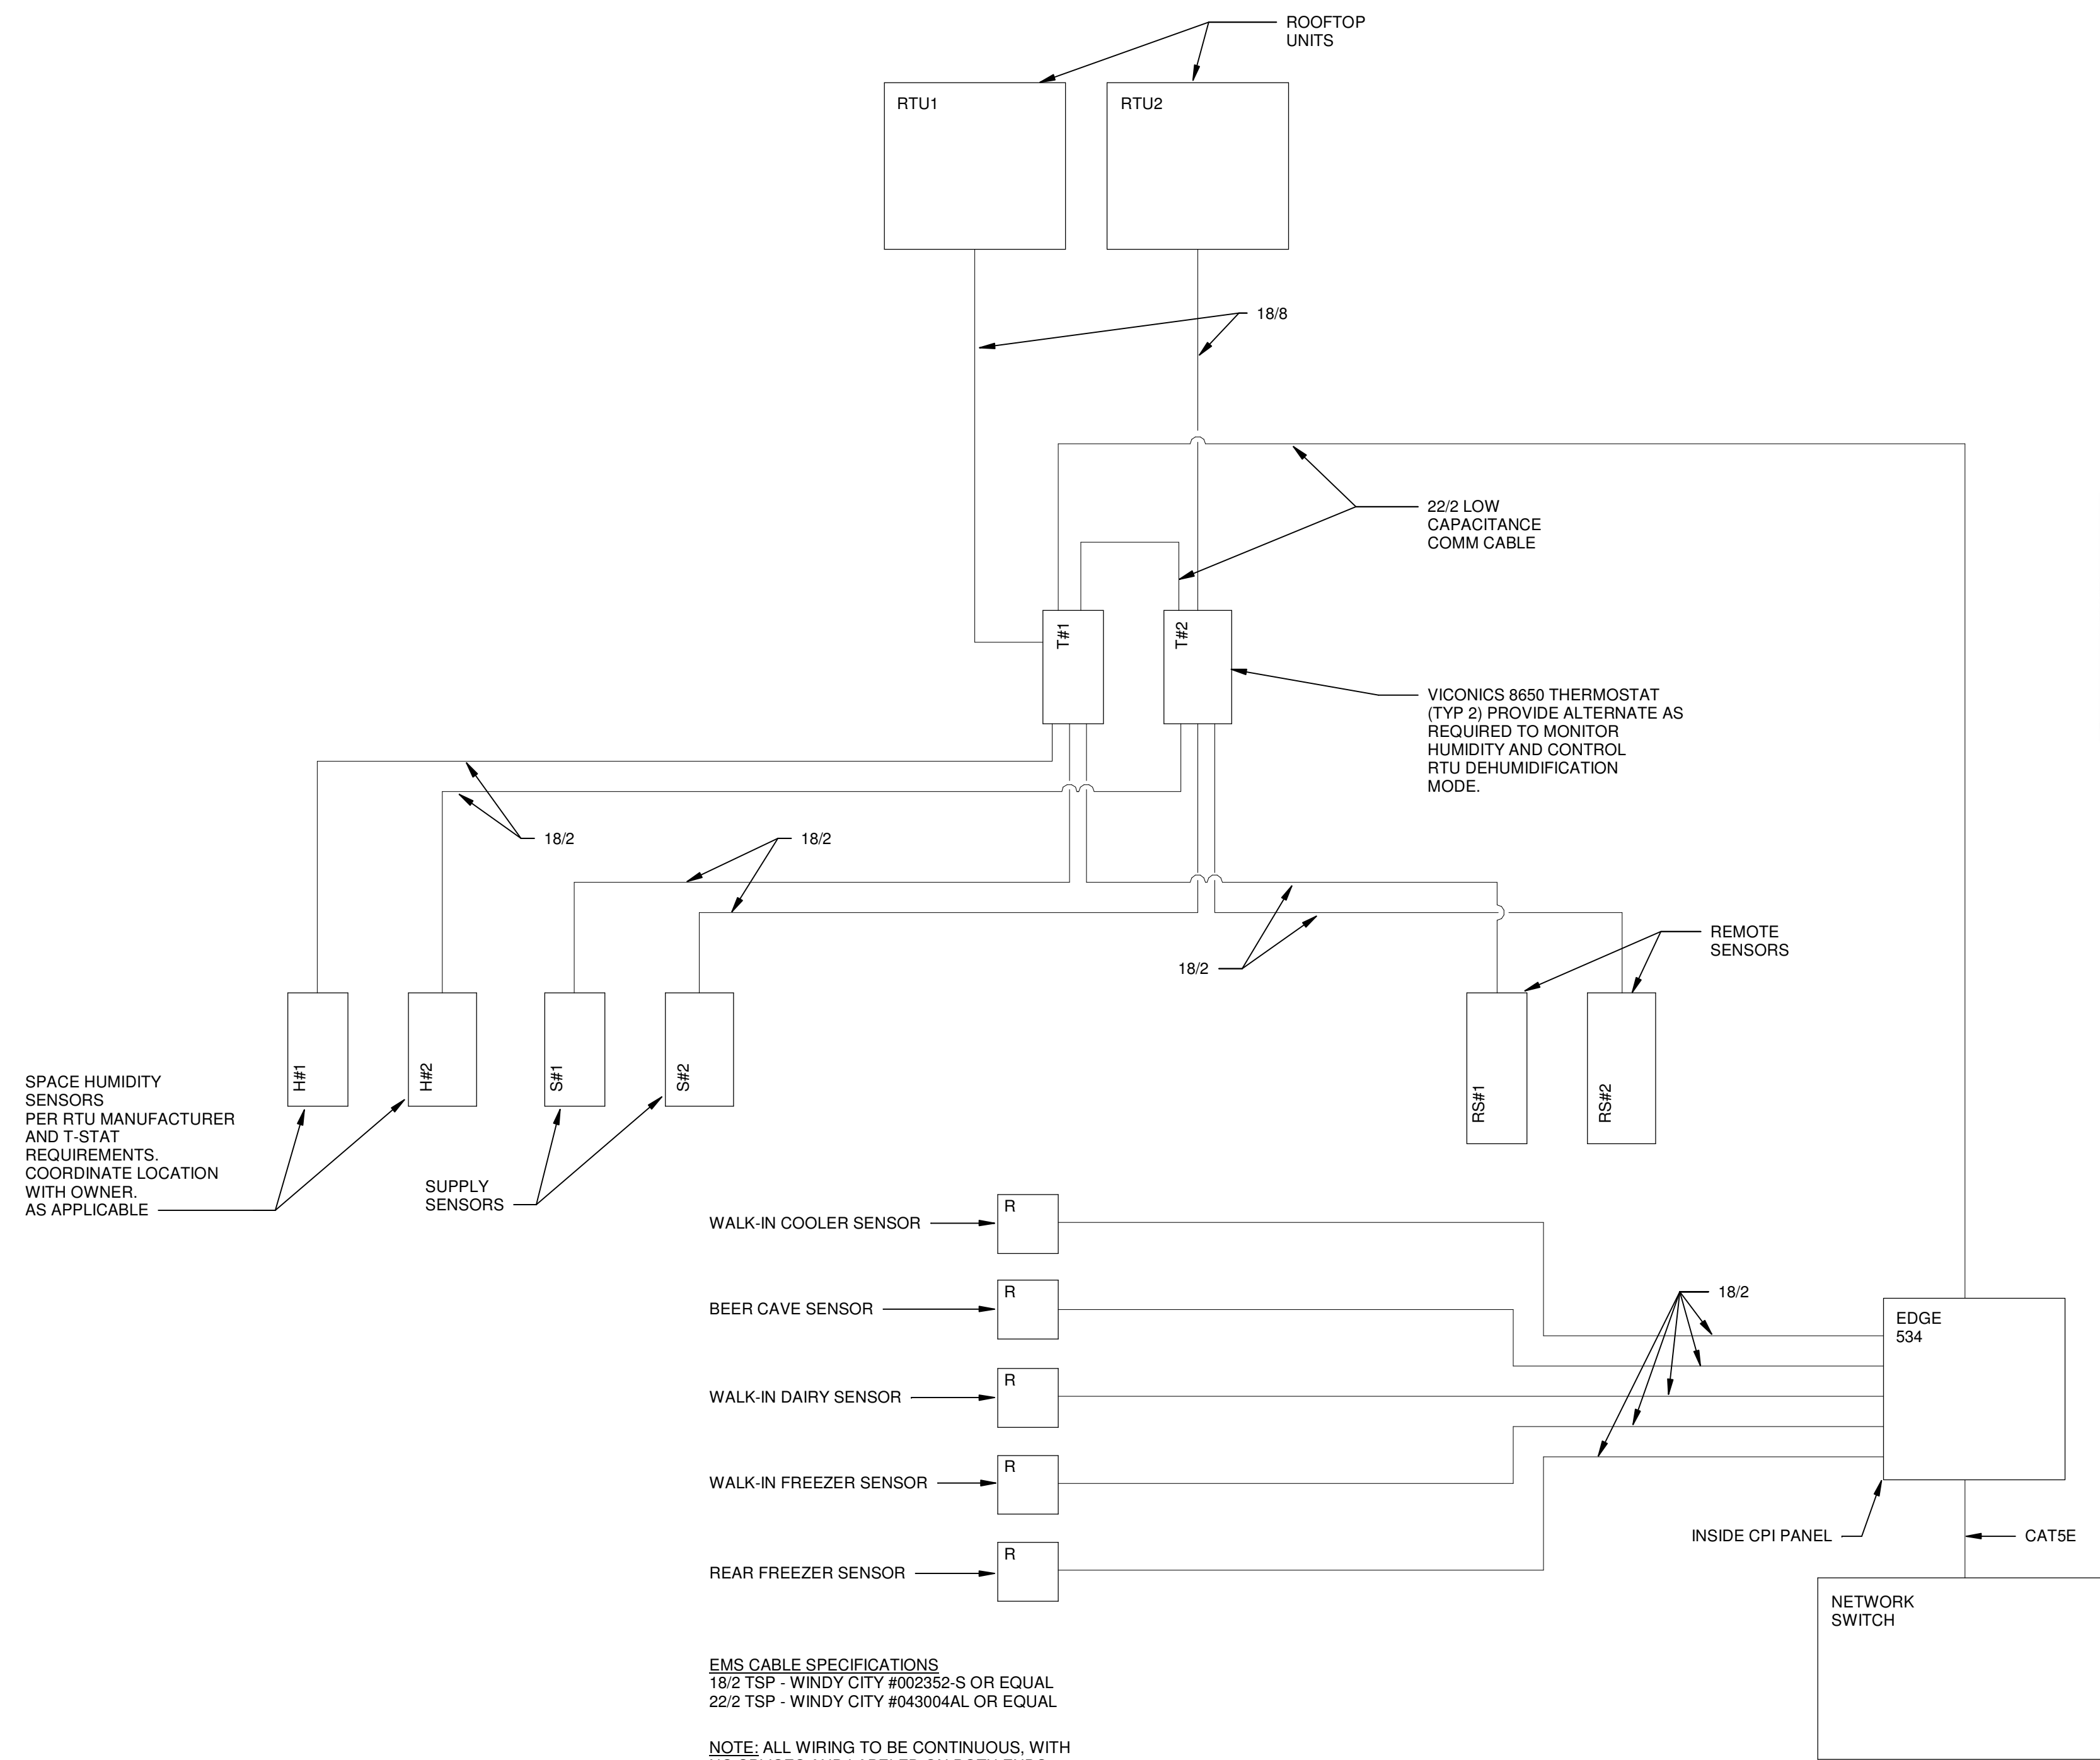 ROOFTOP
UNITS
RTU1
RTU2
18/8
22/2 LOW
CAPACITANCE
COMM CABLE
T#1
T#2
VICONICS 8650 THERMOSTAT
(TYP 2) PROVIDE ALTERNATE AS
REQUIRED TO MONITOR
HUMIDITY AND CONTROL
RTU DEHUMIDIFICATION
MODE.
18/2
18/2
18/2
REMOTE
SENSORS
H#1
H#2
S#1
S#2
RS#1
RS#2
SPACE HUMIDITY
SENSORS
PER RTU MANUFACTURER
AND T-STAT
REQUIREMENTS.
COORDINATE LOCATION
WITH OWNER.
AS APPLICABLE
SUPPLY
SENSORS
WALK-IN COOLER SENSOR
R
BEER CAVE SENSOR
R
WALK-IN DAIRY SENSOR
R
WALK-IN FREEZER SENSOR
R
REAR FREEZER SENSOR
R
18/2
EDGE
534
INSIDE CPI PANEL
CAT5E
NETWORK
SWITCH
EMS CABLE SPECIFICATIONS
18/2 TSP - WINDY CITY #002352-S OR EQUAL
22/2 TSP - WINDY CITY #043004AL OR EQUAL
NOTE: ALL WIRING TO BE CONTINUOUS, WITH